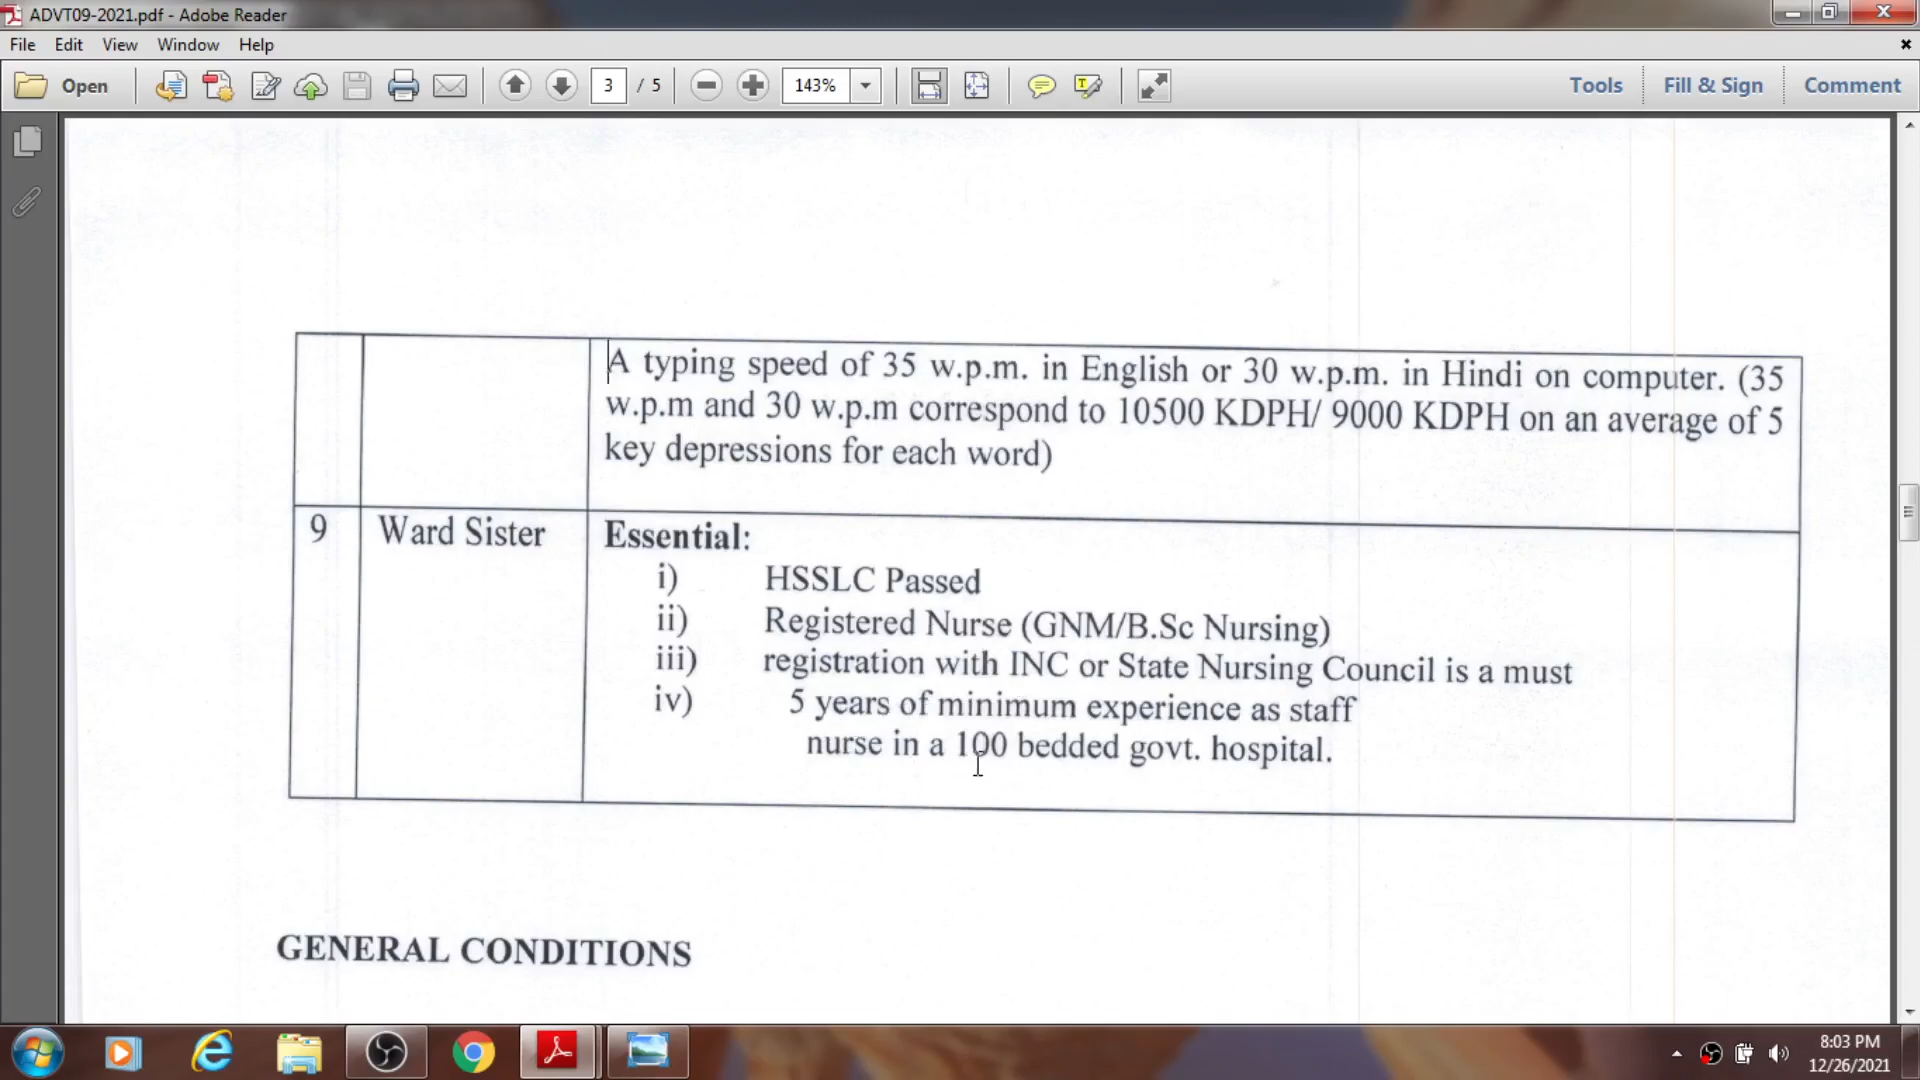 ADVT09-2021.pdf - Adobe Reader
File Edit View Window Help
Open 3 / 5 143% Tools Fill & Sign Comment
A typing speed of 35 w.p.m. in English or 30 w.p.m. in Hindi on computer. (35
w.p.m and 30 w.p.m correspond to 10500 KDPH/ 9000 KDPH on an average of 5
key depressions for each word)
9 Ward Sister Essential:
i) HSSLC Passed
ii) Registered Nurse (GNM/B.Sc Nursing)
iii) registration with INC or State Nursing Council is a must
iv) 5 years of minimum experience as staff
nurse in a 100 bedded govt. hospital.
GENERAL CONDITIONS
8:03 PM
12/26/2021